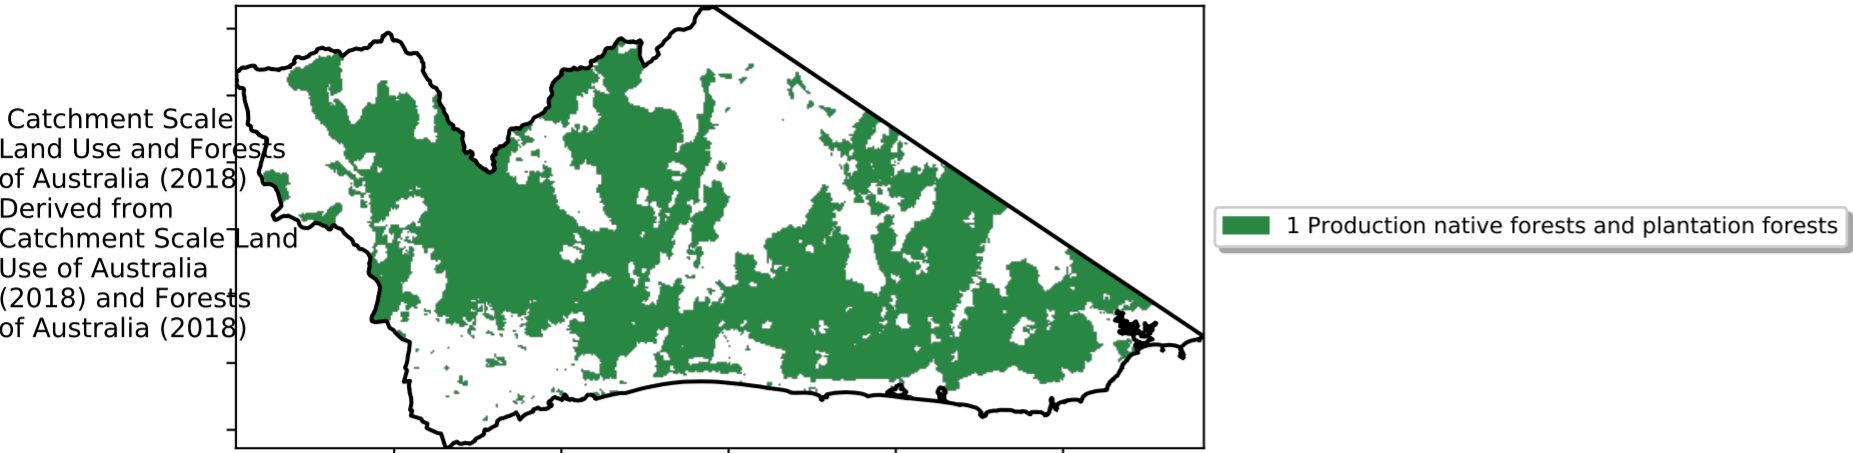 Catchment Scale
Land Use and Forests
of Australia (2018)
Derived from
Catchment Scale Land
Use of Australia
(2018) and Forests
of Australia (2018)
1 Production native forests and plantation forests